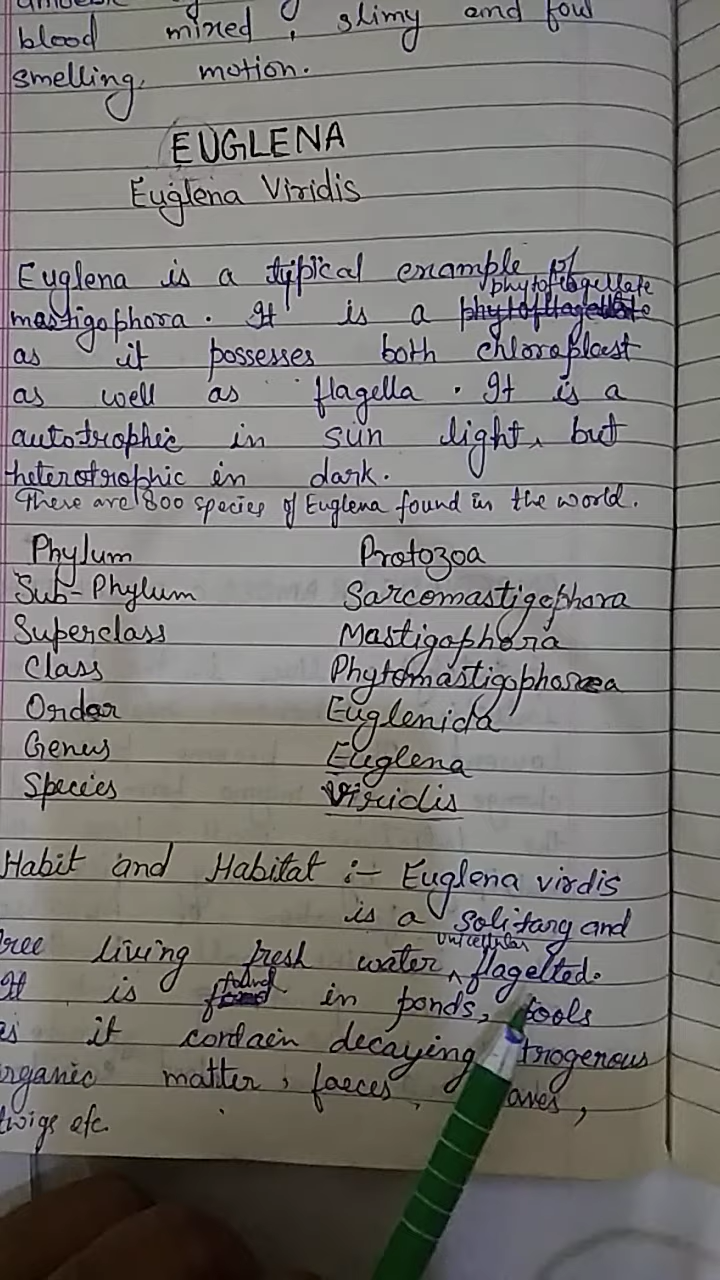 blood mixed, slimy and foul
smelling, motion.
EUGLENA
Euglena Viridis
Euglena is a typical example of
mastigophora. It is a phytoflagellate
as it possesses both chloroplast
as well as flagella. It is a
autotrophic in sun light, but
heterotrophic in dark.
There are 800 species of Euglena found in the world.
Phylum Protozoa
Sub-Phylum Sarcomastigophora
Superclass Mastigophora
Class Phytomastigophorea
Order Euglenida
Genus Euglena
Species Viridis
Habit and Habitat :- Euglena virdis
is a solitary and
free living fresh water unicellular flagelted.
It is found in ponds, pools
as it contain decaying trogenous
organic matter, faeces, aves,
twigs etc.